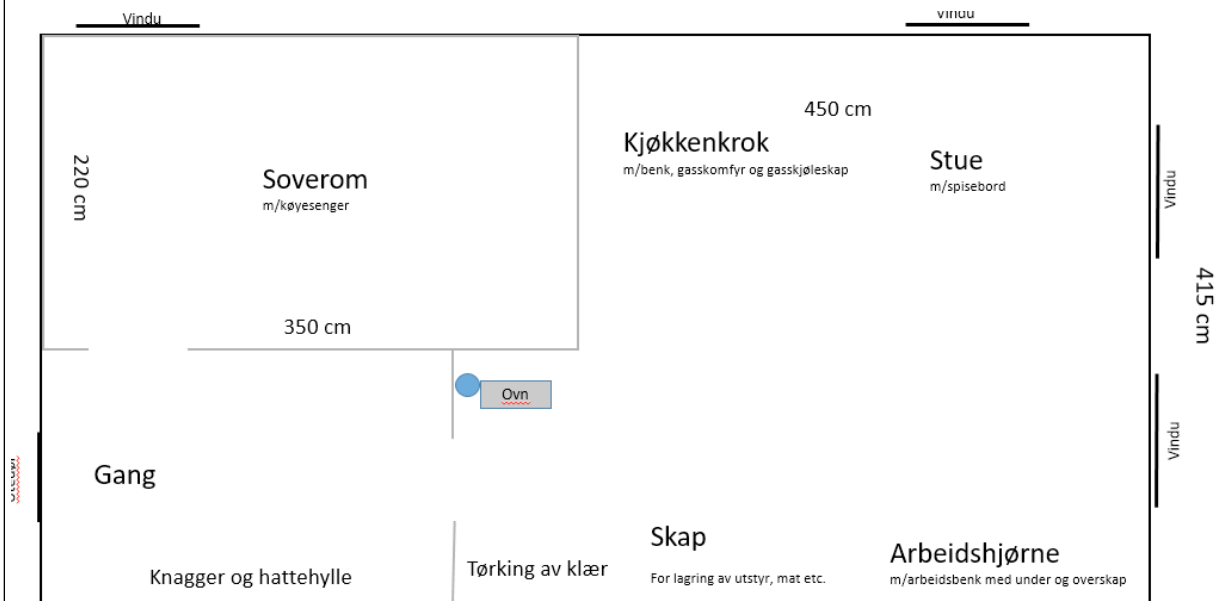 Vindu
Vindu
450 cm
Kjøkkenkrok
m/benk, gasskomfyr og gasskjøleskap
Stue
m/spisebord
220 cm
Soverom
m/køyesenger
Vindu
415 cm
350 cm
Ovn
Vindu
Gang
Skap
For lagring av utstyr, mat etc.
Arbeidshjørne
m/arbeidsbenk med under og overskap
Knagger og hattehylle
Tørking av klær